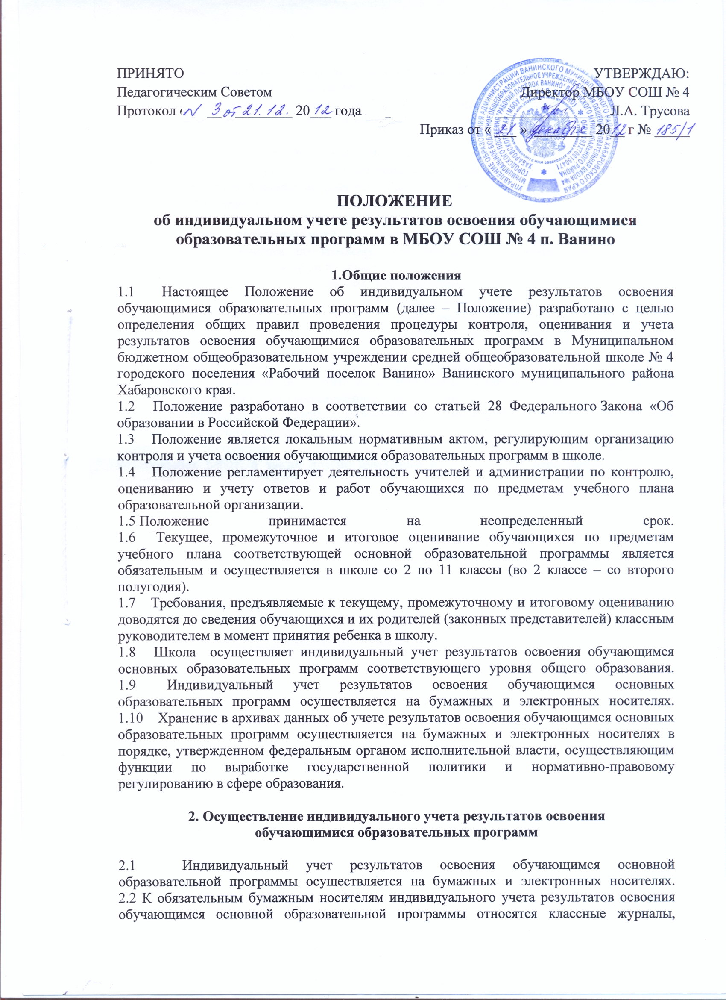 ПРИНЯТО
Педагогическим Советом
Протокол № 3 от 21.12. 2012 года
УТВЕРЖДАЮ:
Директор МБОУ СОШ № 4
Л.А. Трусова
Приказ от « 21 » декабря 2012 г № 185/1
ПОЛОЖЕНИЕ
об индивидуальном учете результатов освоения обучающимися
образовательных программ в МБОУ СОШ № 4 п. Ванино
1.Общие положения
1.1 Настоящее Положение об индивидуальном учете результатов освоения
обучающимися образовательных программ (далее – Положение) разработано с целью
определения общих правил проведения процедуры контроля, оценивания и учета
результатов освоения обучающимися образовательных программ в Муниципальном
бюджетном общеобразовательном учреждении средней общеобразовательной школе № 4
городского поселения «Рабочий поселок Ванино» Ванинского муниципального района
Хабаровского края.
1.2 Положение разработано в соответствии со статьей 28 Федерального Закона «Об
образовании в Российской Федерации».
1.3 Положение является локальным нормативным актом, регулирующим организацию
контроля и учета освоения обучающимися образовательных программ в школе.
1.4 Положение регламентирует деятельность учителей и администрации по контролю,
оцениванию и учету ответов и работ обучающихся по предметам учебного плана
образовательной организации.
1.5 Положение принимается на неопределенный срок.
1.6 Текущее, промежуточное и итоговое оценивание обучающихся по предметам
учебного плана соответствующей основной образовательной программы является
обязательным и осуществляется в школе со 2 по 11 классы (во 2 классе – со второго
полугодия).
1.7 Требования, предъявляемые к текущему, промежуточному и итоговому оцениванию
доводятся до сведения обучающихся и их родителей (законных представителей) классным
руководителем в момент принятия ребенка в школу.
1.8 Школа осуществляет индивидуальный учет результатов освоения обучающимся
основных образовательных программ соответствующего уровня общего образования.
1.9 Индивидуальный учет результатов освоения обучающимся основных
образовательных программ осуществляется на бумажных и электронных носителях.
1.10 Хранение в архивах данных об учете результатов освоения обучающимся основных
образовательных программ осуществляется на бумажных и электронных носителях в
порядке, утвержденном федеральным органом исполнительной власти, осуществляющим
функции по выработке государственной политики и нормативно-правовому
регулированию в сфере образования.
2. Осуществление индивидуального учета результатов освоения
обучающимися образовательных программ
2.1 Индивидуальный учет результатов освоения обучающимся основной
образовательной программы осуществляется на бумажных и электронных носителях.
2.2 К обязательным бумажным носителям индивидуального учета результатов освоения
обучающимся основной образовательной программы относятся классные журналы,